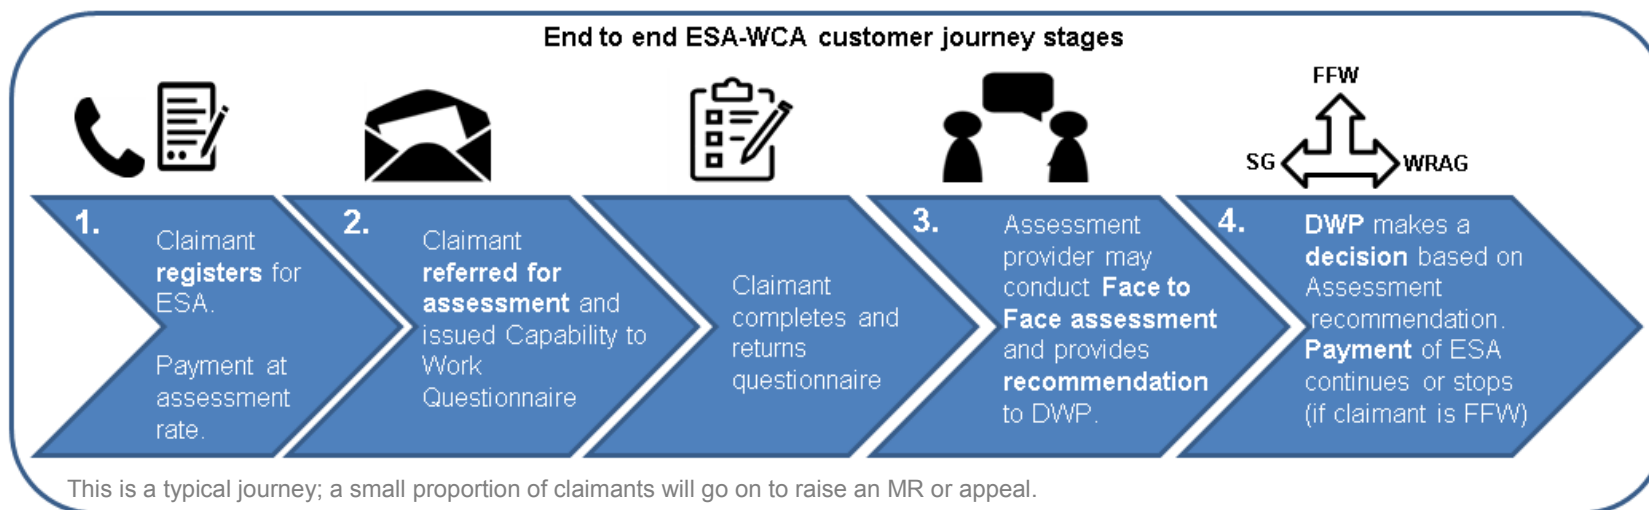 End to end ESA-WCA customer journey stages
FFW
SG
WRAG
1.
Claimant
registers for
ESA.
Payment at
assessment
rate.
2.
Claimant
referred for
assessment and
issued Capability to
Work
Questionnaire
Claimant
completes and
returns
questionnaire
3.
Assessment
provider may
conduct Face to
Face assessment
and provides
recommendation
to DWP.
4.
DWP makes a
decision based on
Assessment
recommendation.
Payment of ESA
continues or stops
(if claimant is FFW)
This is a typical journey; a small proportion of claimants will go on to raise an MR or appeal.